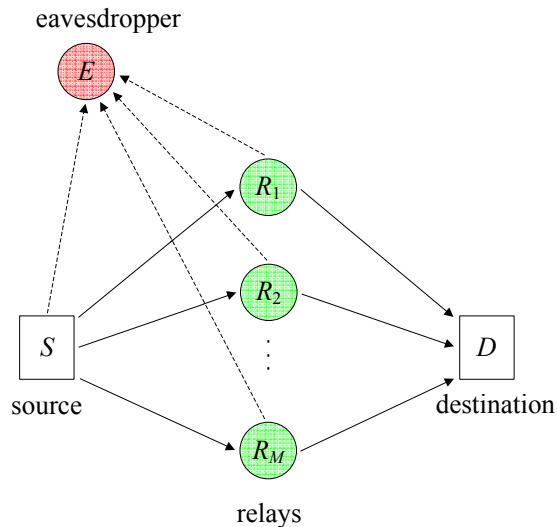 eavesdropper
E
R1
R2
⋮
S
D
source
destination
RM
relays